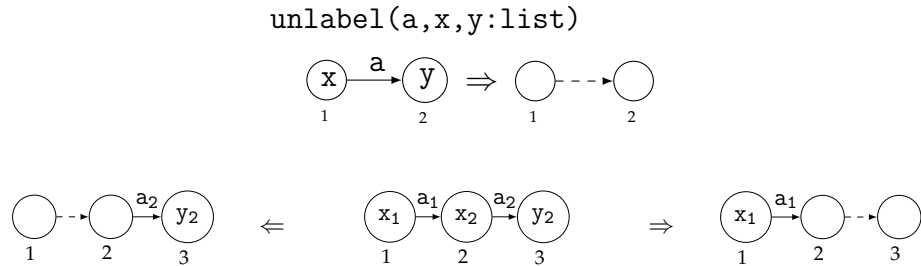 unlabel(a,x,y:list)
x a y ⇒
1 2 1 2
a₂ y₂ ⇐ x₁ a₁ x₂ a₂ y₂ ⇒ x₁ a₁
1 2 3 1 2 3 1 2 3